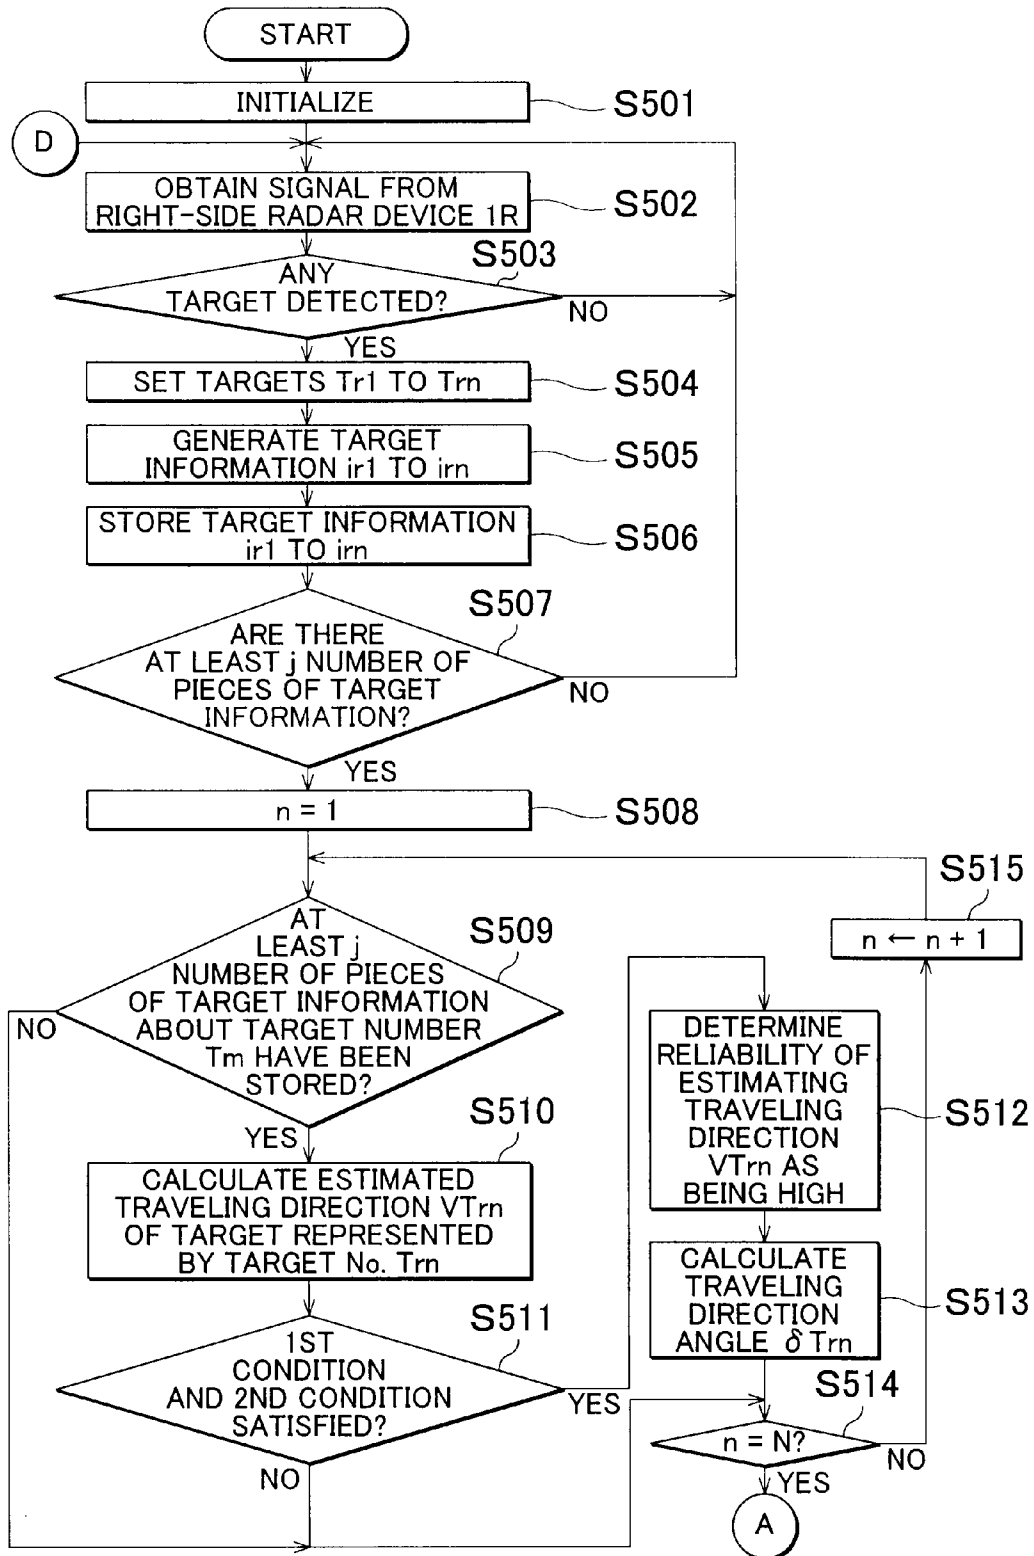 START
INITIALIZE
S501
D
OBTAIN SIGNAL FROM
RIGHT-SIDE RADAR DEVICE 1R
S502
S503
ANY
TARGET DETECTED?
NO
YES
SET TARGETS Tr1 TO Trn
S504
GENERATE TARGET
INFORMATION ir1 TO irn
S505
STORE TARGET INFORMATION
ir1 TO irn
S506
S507
ARE THERE
AT LEAST j NUMBER OF
PIECES OF TARGET
INFORMATION?
NO
YES
n = 1
S508
S509
AT
LEAST j
NUMBER OF PIECES
OF TARGET INFORMATION
ABOUT TARGET NUMBER
Tm HAVE BEEN
STORED?
NO
YES
S510
CALCULATE ESTIMATED
TRAVELING DIRECTION VTrn
OF TARGET REPRESENTED
BY TARGET No. Trn
S511
1ST
CONDITION
AND 2ND CONDITION
SATISFIED?
YES
NO
S515
n ← n + 1
DETERMINE
RELIABILITY OF
ESTIMATING
TRAVELING
DIRECTION
VTrn AS
BEING HIGH
S512
CALCULATE
TRAVELING
DIRECTION
ANGLE δ Trn
S513
S514
n = N?
NO
YES
A